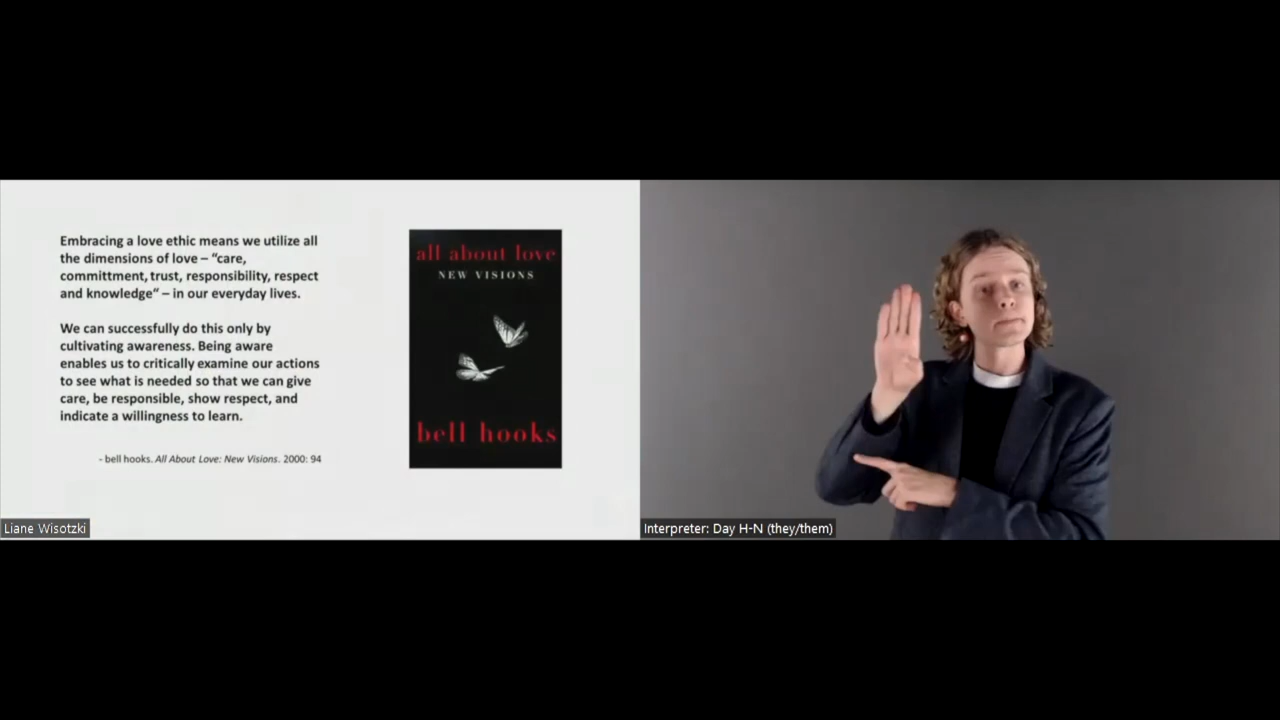 Embracing a love ethic means we utilize all
the dimensions of love – “care,
committment, trust, responsibility, respect
and knowledge” – in our everyday lives.
We can successfully do this only by
cultivating awareness. Being aware
enables us to critically examine our actions
to see what is needed so that we can give
care, be responsible, show respect, and
indicate a willingness to learn.
- bell hooks. All About Love: New Visions. 2000: 94
all about love
NEW VISIONS
bell hooks
Liane Wisotzki
Interpreter: Day H-N (they/them)